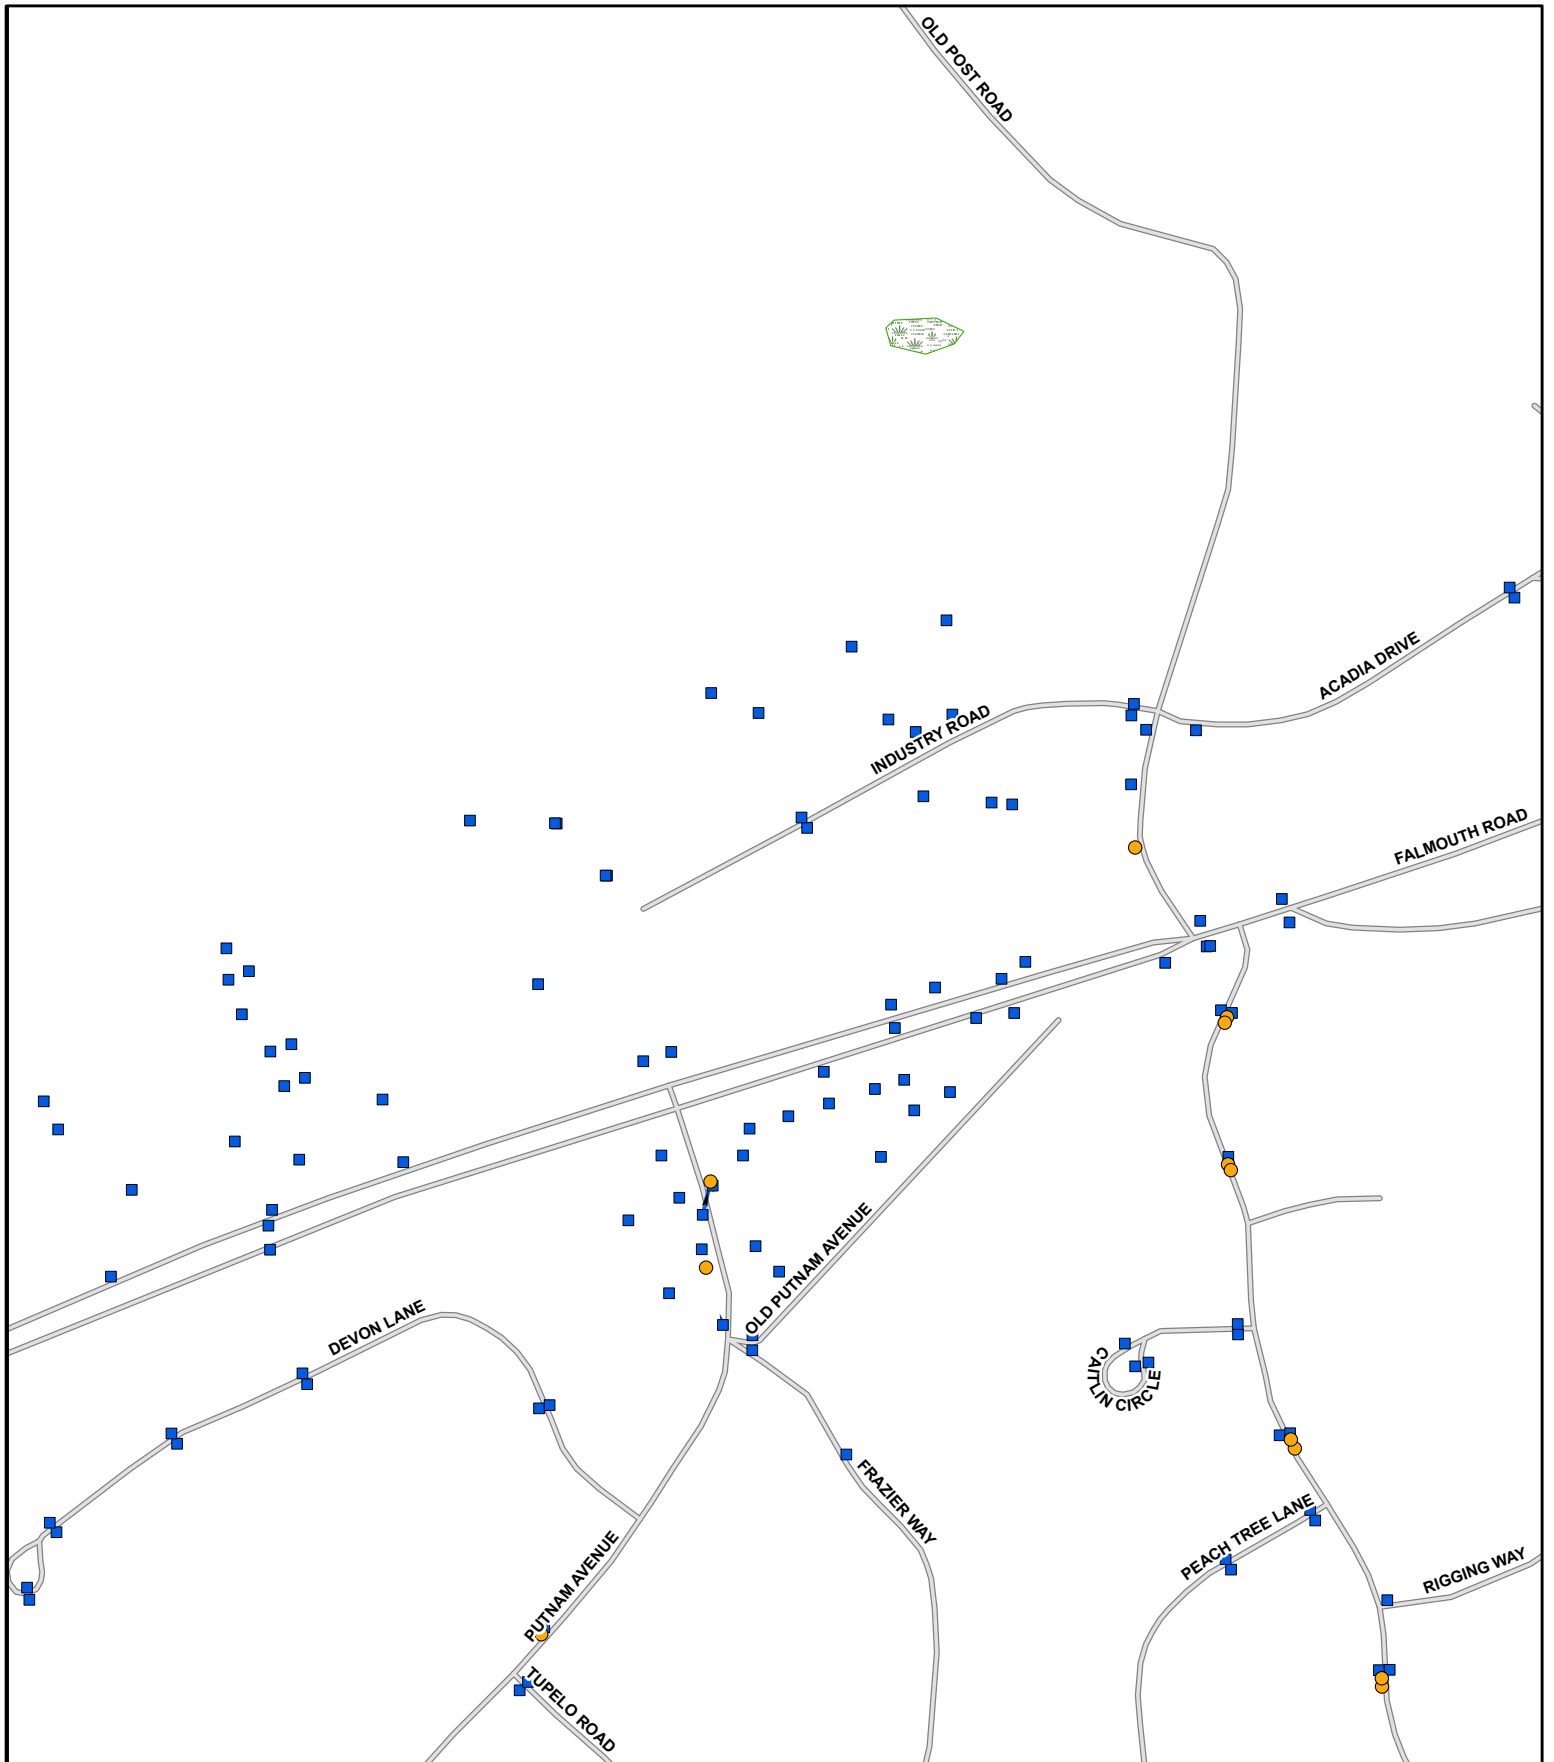 OLD POST ROAD
ACADIA DRIVE
INDUSTRY ROAD
FALMOUTH ROAD
OLD PUTNAM AVENUE
DEVON LANE
CAITLIN CIRCLE
FRAZIER WAY
PEACH TREE LANE
PUTNAM AVENUE
RIGGING WAY
TUPELO ROAD